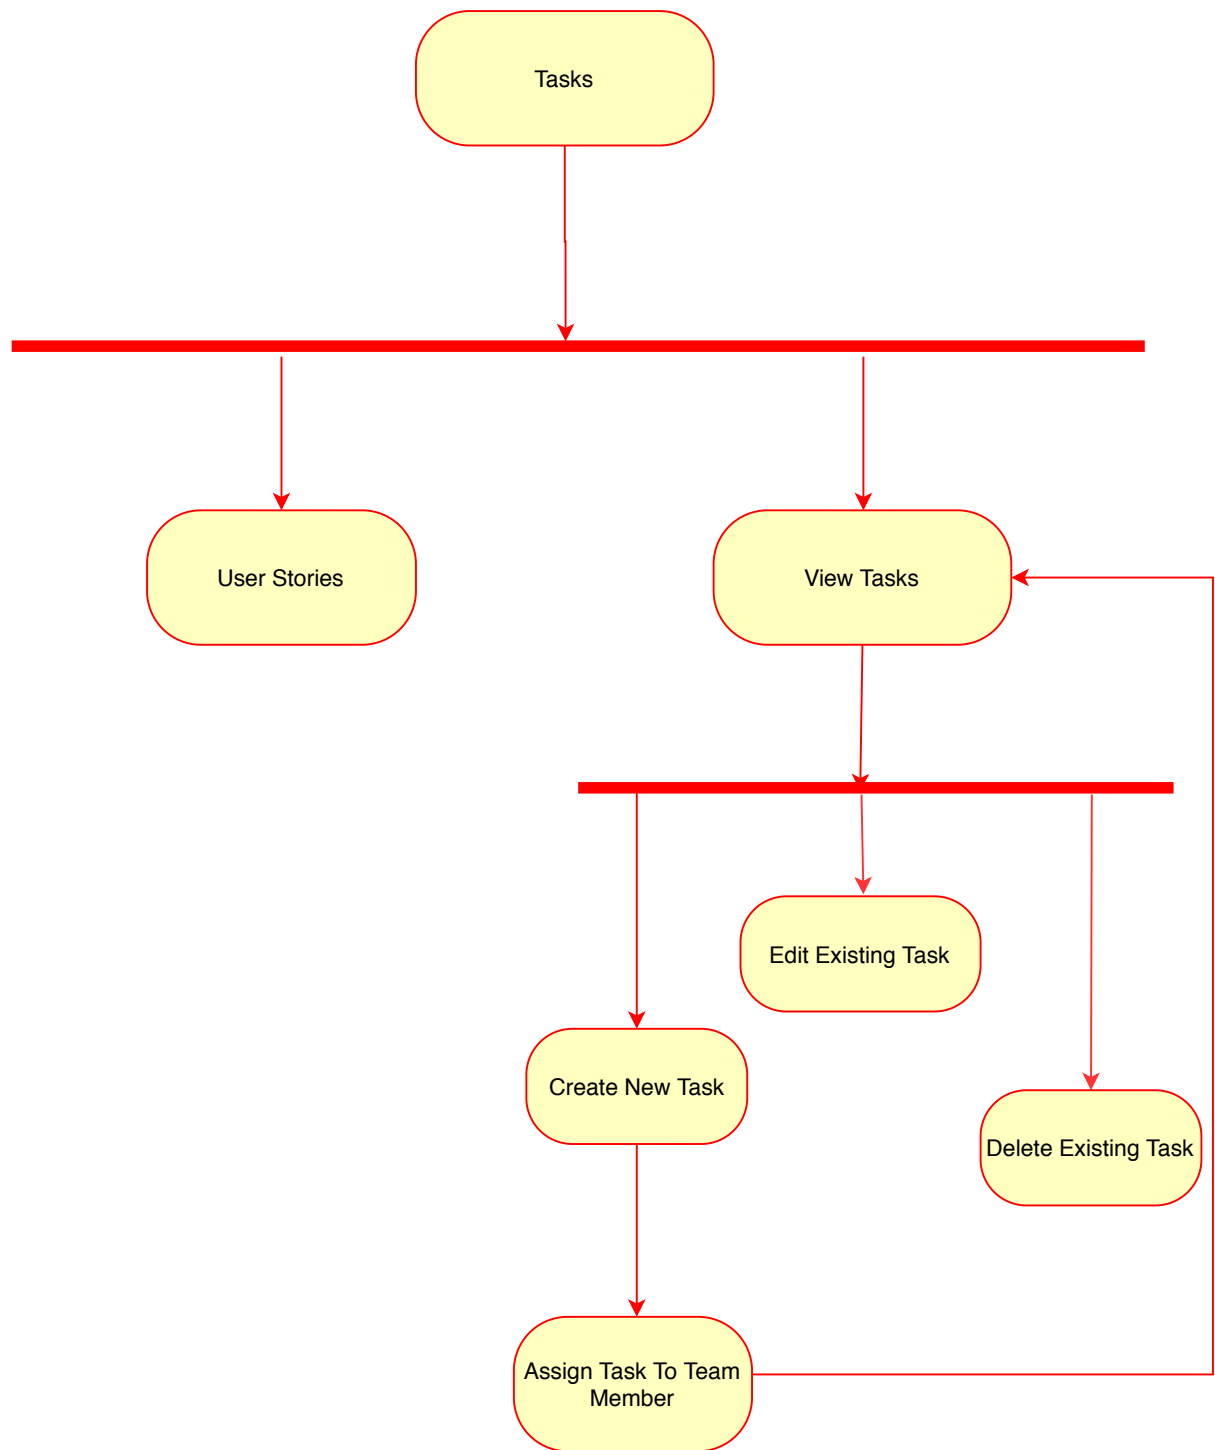 Tasks
User Stories
View Tasks
Edit Existing Task
Create New Task
Delete Existing Task
Assign Task To Team
Member